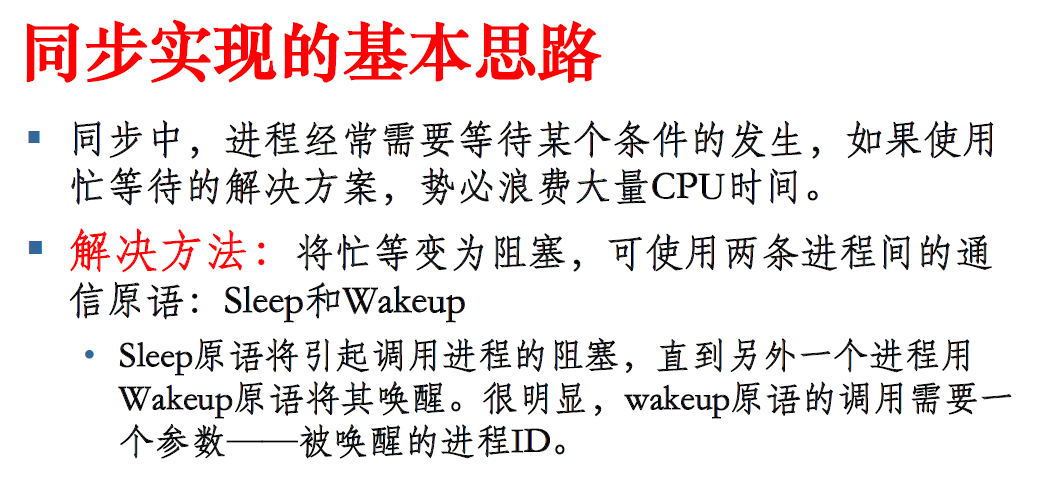 同步实现的基本思路
同步中，进程经常需要等待某个条件的发生，如果使用
忙等待的解决方案，势必浪费大量CPU时间。
解决方法：将忙等变为阻塞，可使用两条进程间的通
信原语：Sleep和Wakeup
Sleep原语将引起调用进程的阻塞，直到另外一个进程用
Wakeup原语将其唤醒。很明显，wakeup原语的调用需要一
个参数——被唤醒的进程ID。